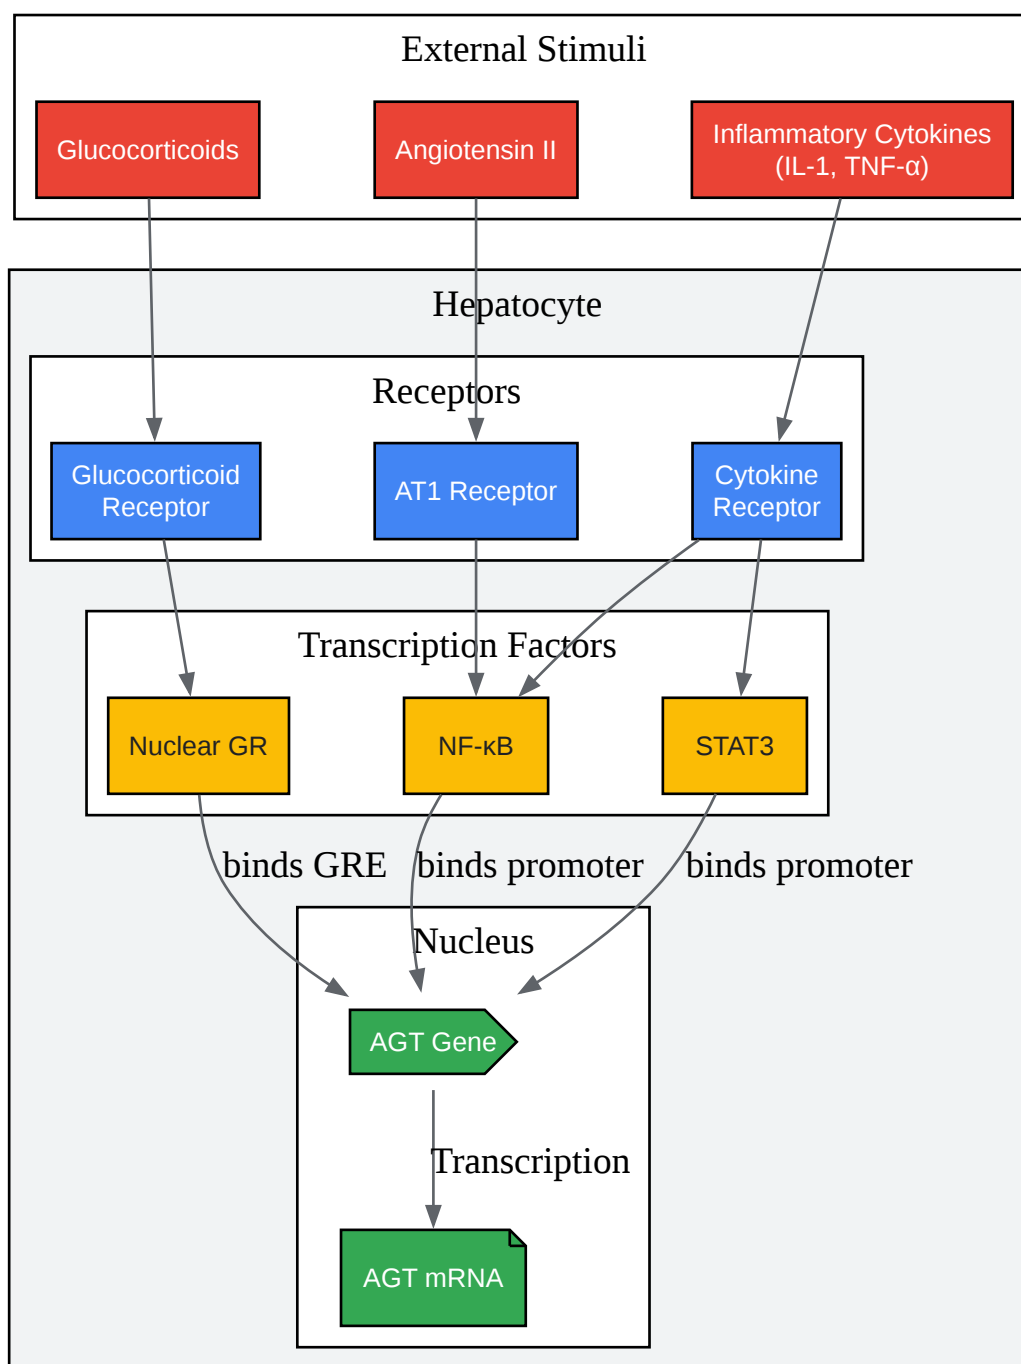 External Stimuli
Glucocorticoids
Angiotensin II
Inflammatory Cytokines
(IL-1, TNF-α)
Hepatocyte
Receptors
Glucocorticoid
Receptor
AT1 Receptor
Cytokine
Receptor
Transcription Factors
Nuclear GR
NF-κB
STAT3
binds GRE
binds promoter
binds promoter
Nucleus
AGT Gene
Transcription
AGT mRNA